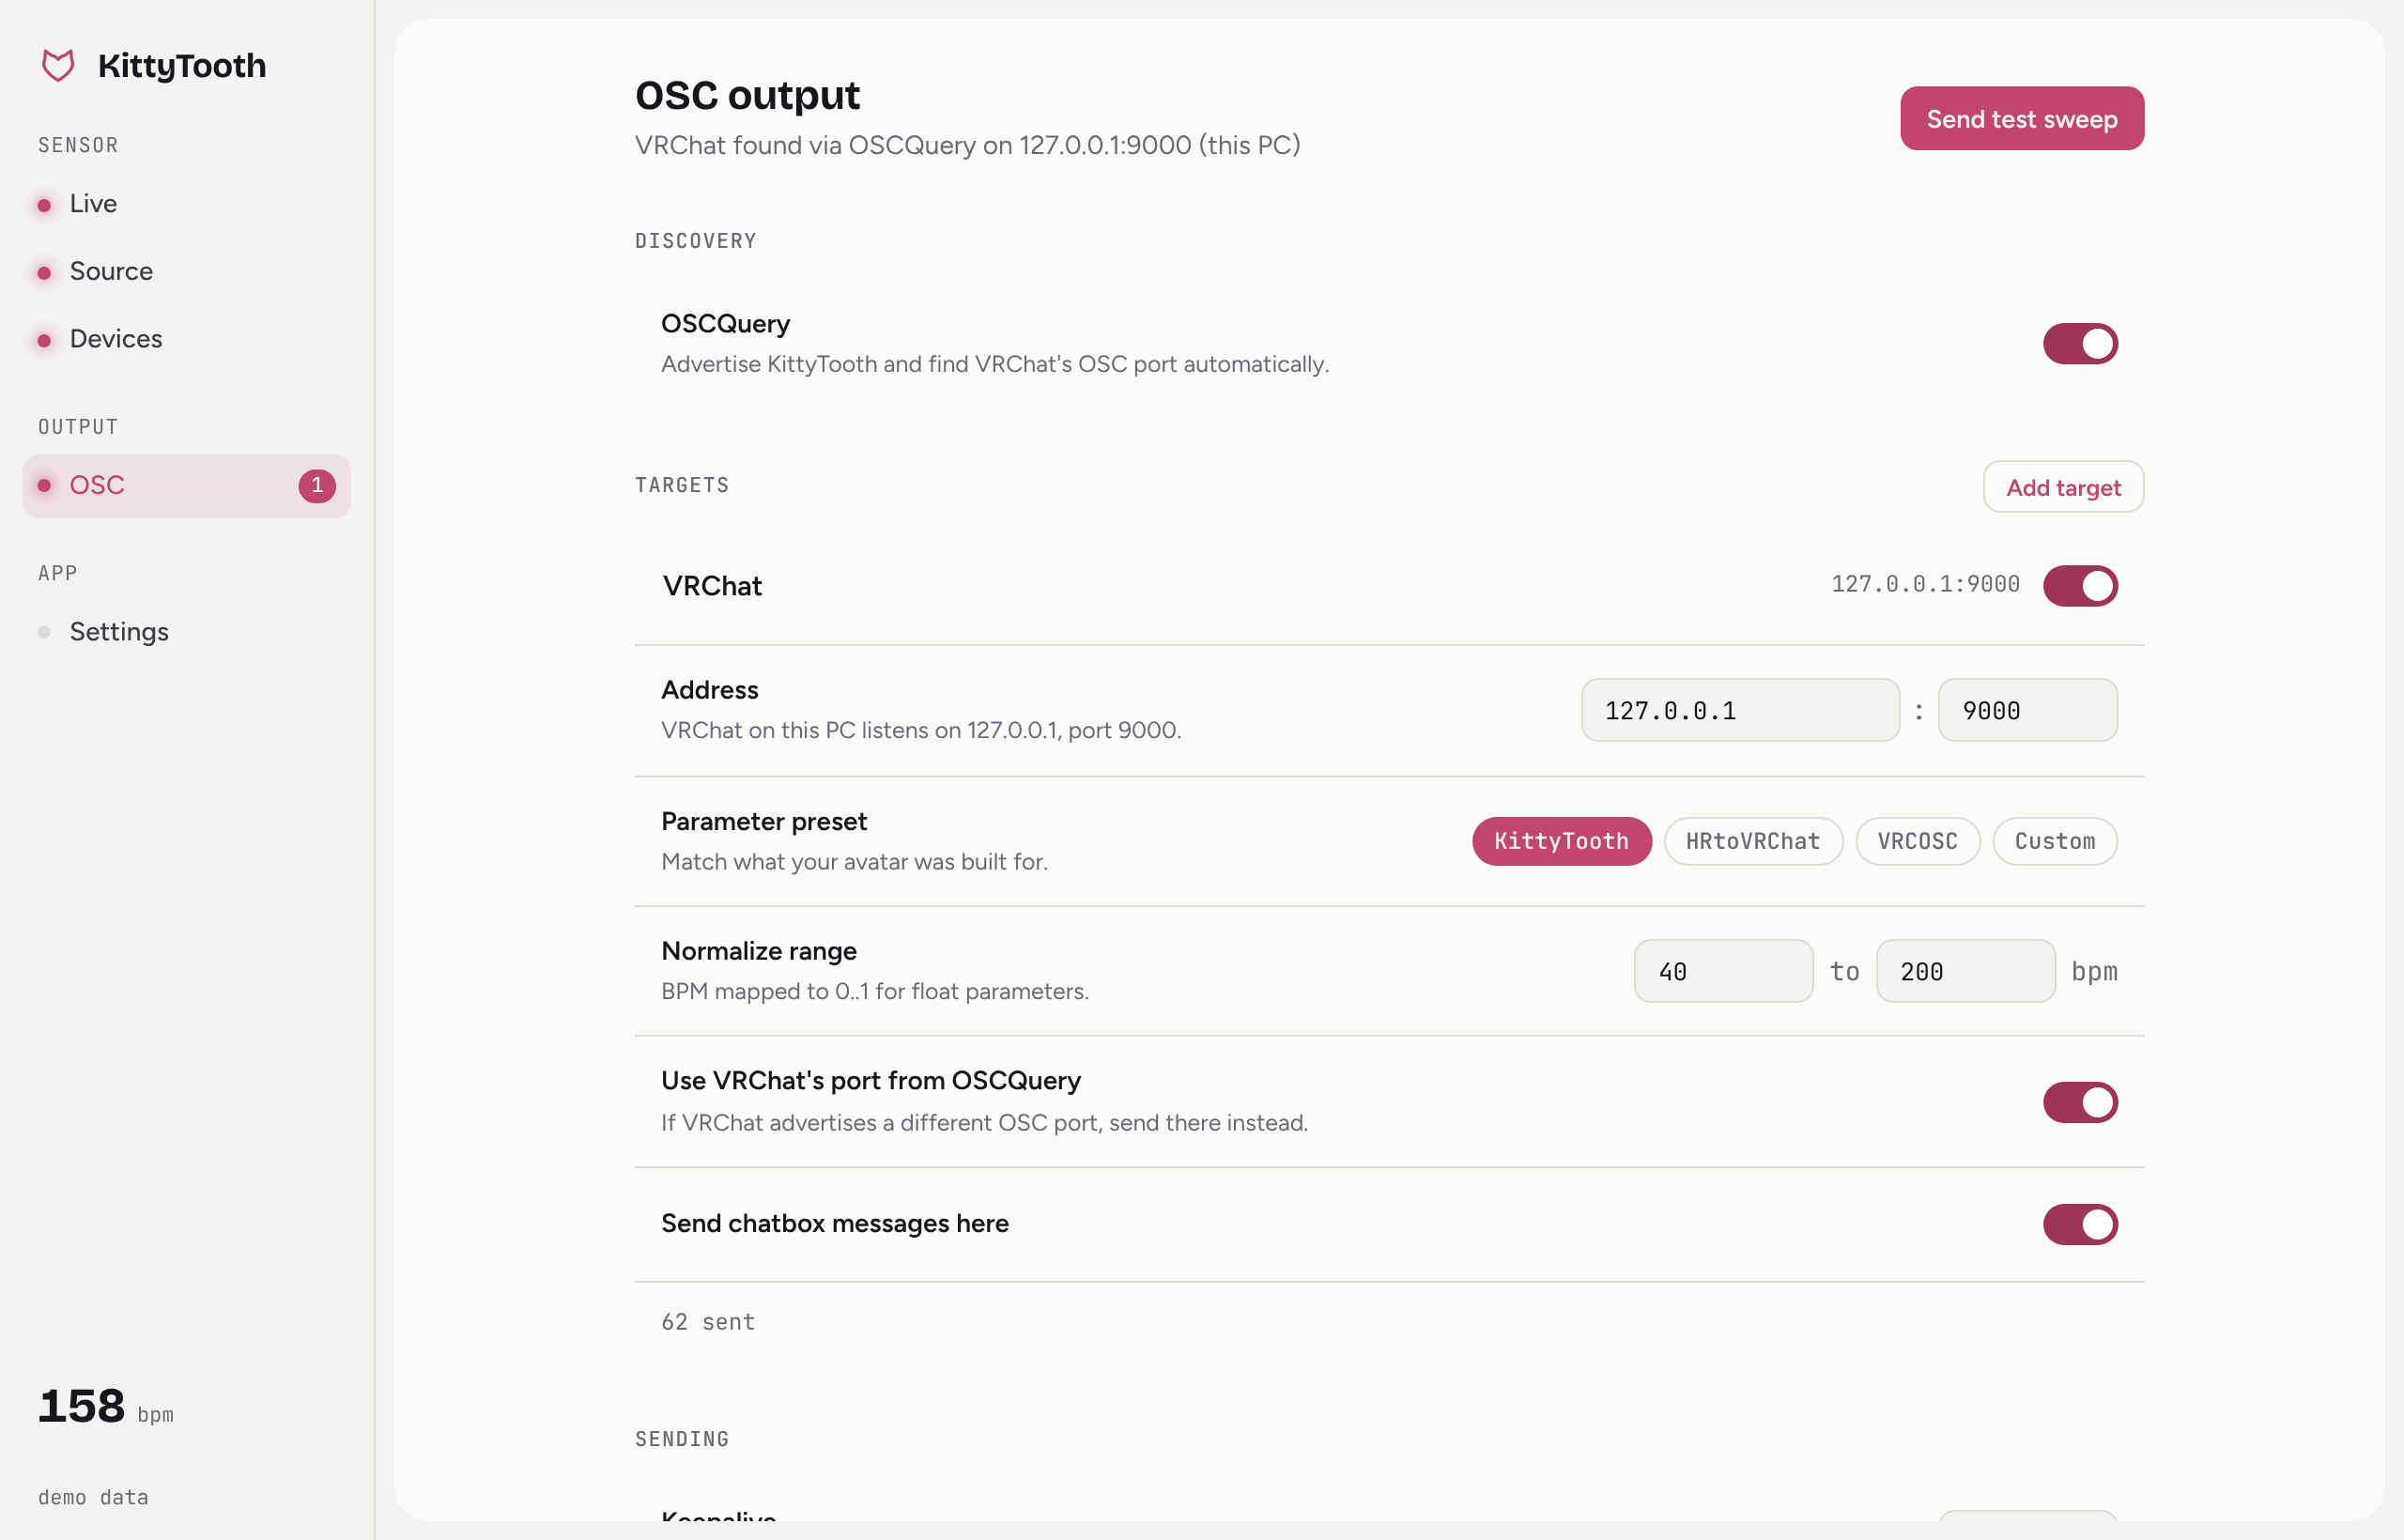 KittyTooth
SENSOR
Live
Source
Devices
OUTPUT
OSC 1
APP
Settings
158 bpm
demo data
OSC output
VRChat found via OSCQuery on 127.0.0.1:9000 (this PC)
Send test sweep
DISCOVERY
OSCQuery
Advertise KittyTooth and find VRChat's OSC port automatically.
TARGETS
Add target
VRChat
127.0.0.1:9000
Address
VRChat on this PC listens on 127.0.0.1, port 9000.
127.0.0.1 : 9000
Parameter preset
Match what your avatar was built for.
KittyTooth HRtoVRChat VRCOSC Custom
Normalize range
BPM mapped to 0..1 for float parameters.
40 to 200 bpm
Use VRChat's port from OSCQuery
If VRChat advertises a different OSC port, send there instead.
Send chatbox messages here
62 sent
SENDING
Keepalive